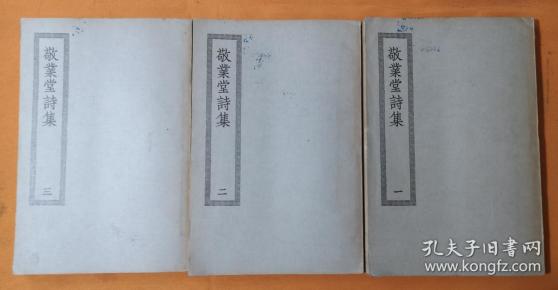 敬業堂詩集
一
敬業堂詩集
二
敬業堂詩集
三
孔夫子旧书网
www.kongfz.com